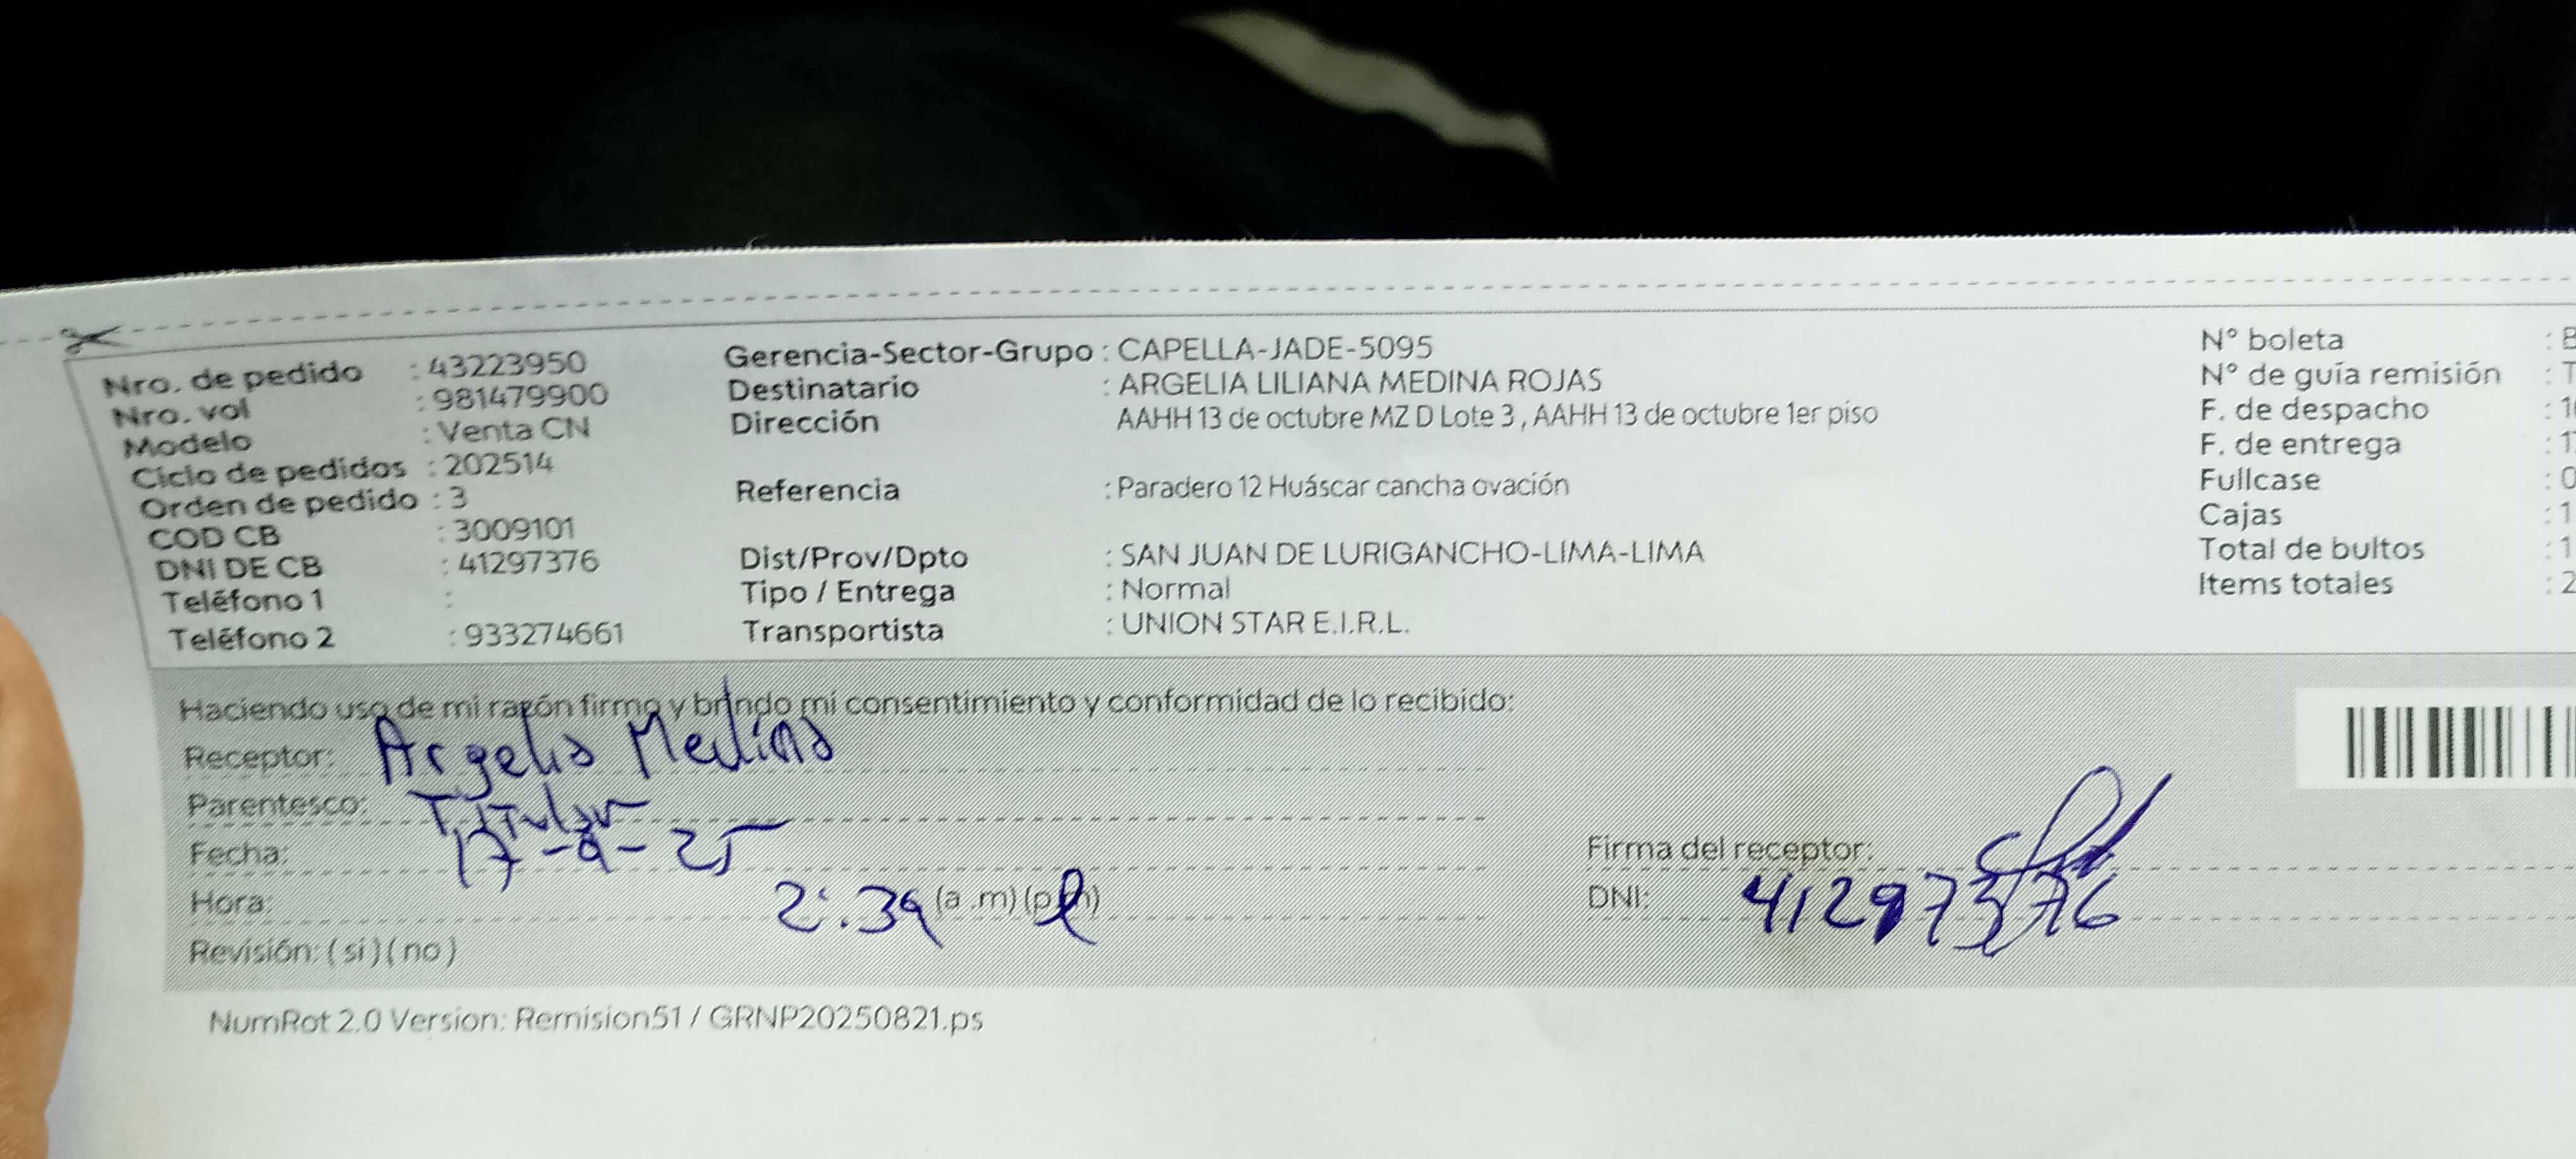 Nro. de pedido : 43223950
Nro. vol : 981479900
Modelo : Venta CN
Ciclo de pedidos : 202514
Orden de pedido : 3
COD CB : 3009101
DNI DE CB : 41297376
Teléfono 1 :
Teléfono 2 : 933274661
Gerencia-Sector-Grupo : CAPELLA-JADE-5095
Destinatario : ARGELIA LILIANA MEDINA ROJAS
Dirección AAHH 13 de octubre MZ D Lote 3 , AAHH 13 de octubre 1er piso
Referencia : Paradero 12 Huáscar cancha ovación
Dist/Prov/Dpto : SAN JUAN DE LURIGANCHO-LIMA-LIMA
Tipo / Entrega : Normal
Transportista : UNION STAR E.I.R.L.
N° boleta : B
N° de guía remisión : T
F. de despacho : 1
F. de entrega : 1
Fullcase : 0
Cajas : 1
Total de bultos : 1
Items totales : 2
Haciendo uso de mi razón firmo y brindo mi consentimiento y conformidad de lo recibido:
Receptor: Argelia Medina
Parentesco: Titular
Fecha: 17-9-25
Hora: 2:39 (a .m) (p.m)
Revisión: ( si ) ( no )
Firma del receptor:
DNI: 41297376
NumRot 2.0 Version: Remision51 / GRNP20250821.ps